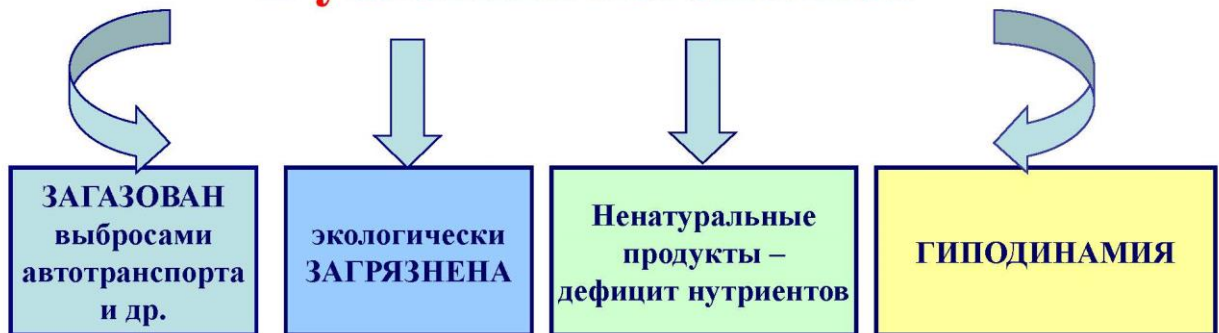 ЗАГАЗОВАН
выбросами
автотранспорта
и др.
экологически
ЗАГРЯЗНЕНА
Ненатуральные
продукты –
дефицит нутриентов
ГИПОДИНАМИЯ